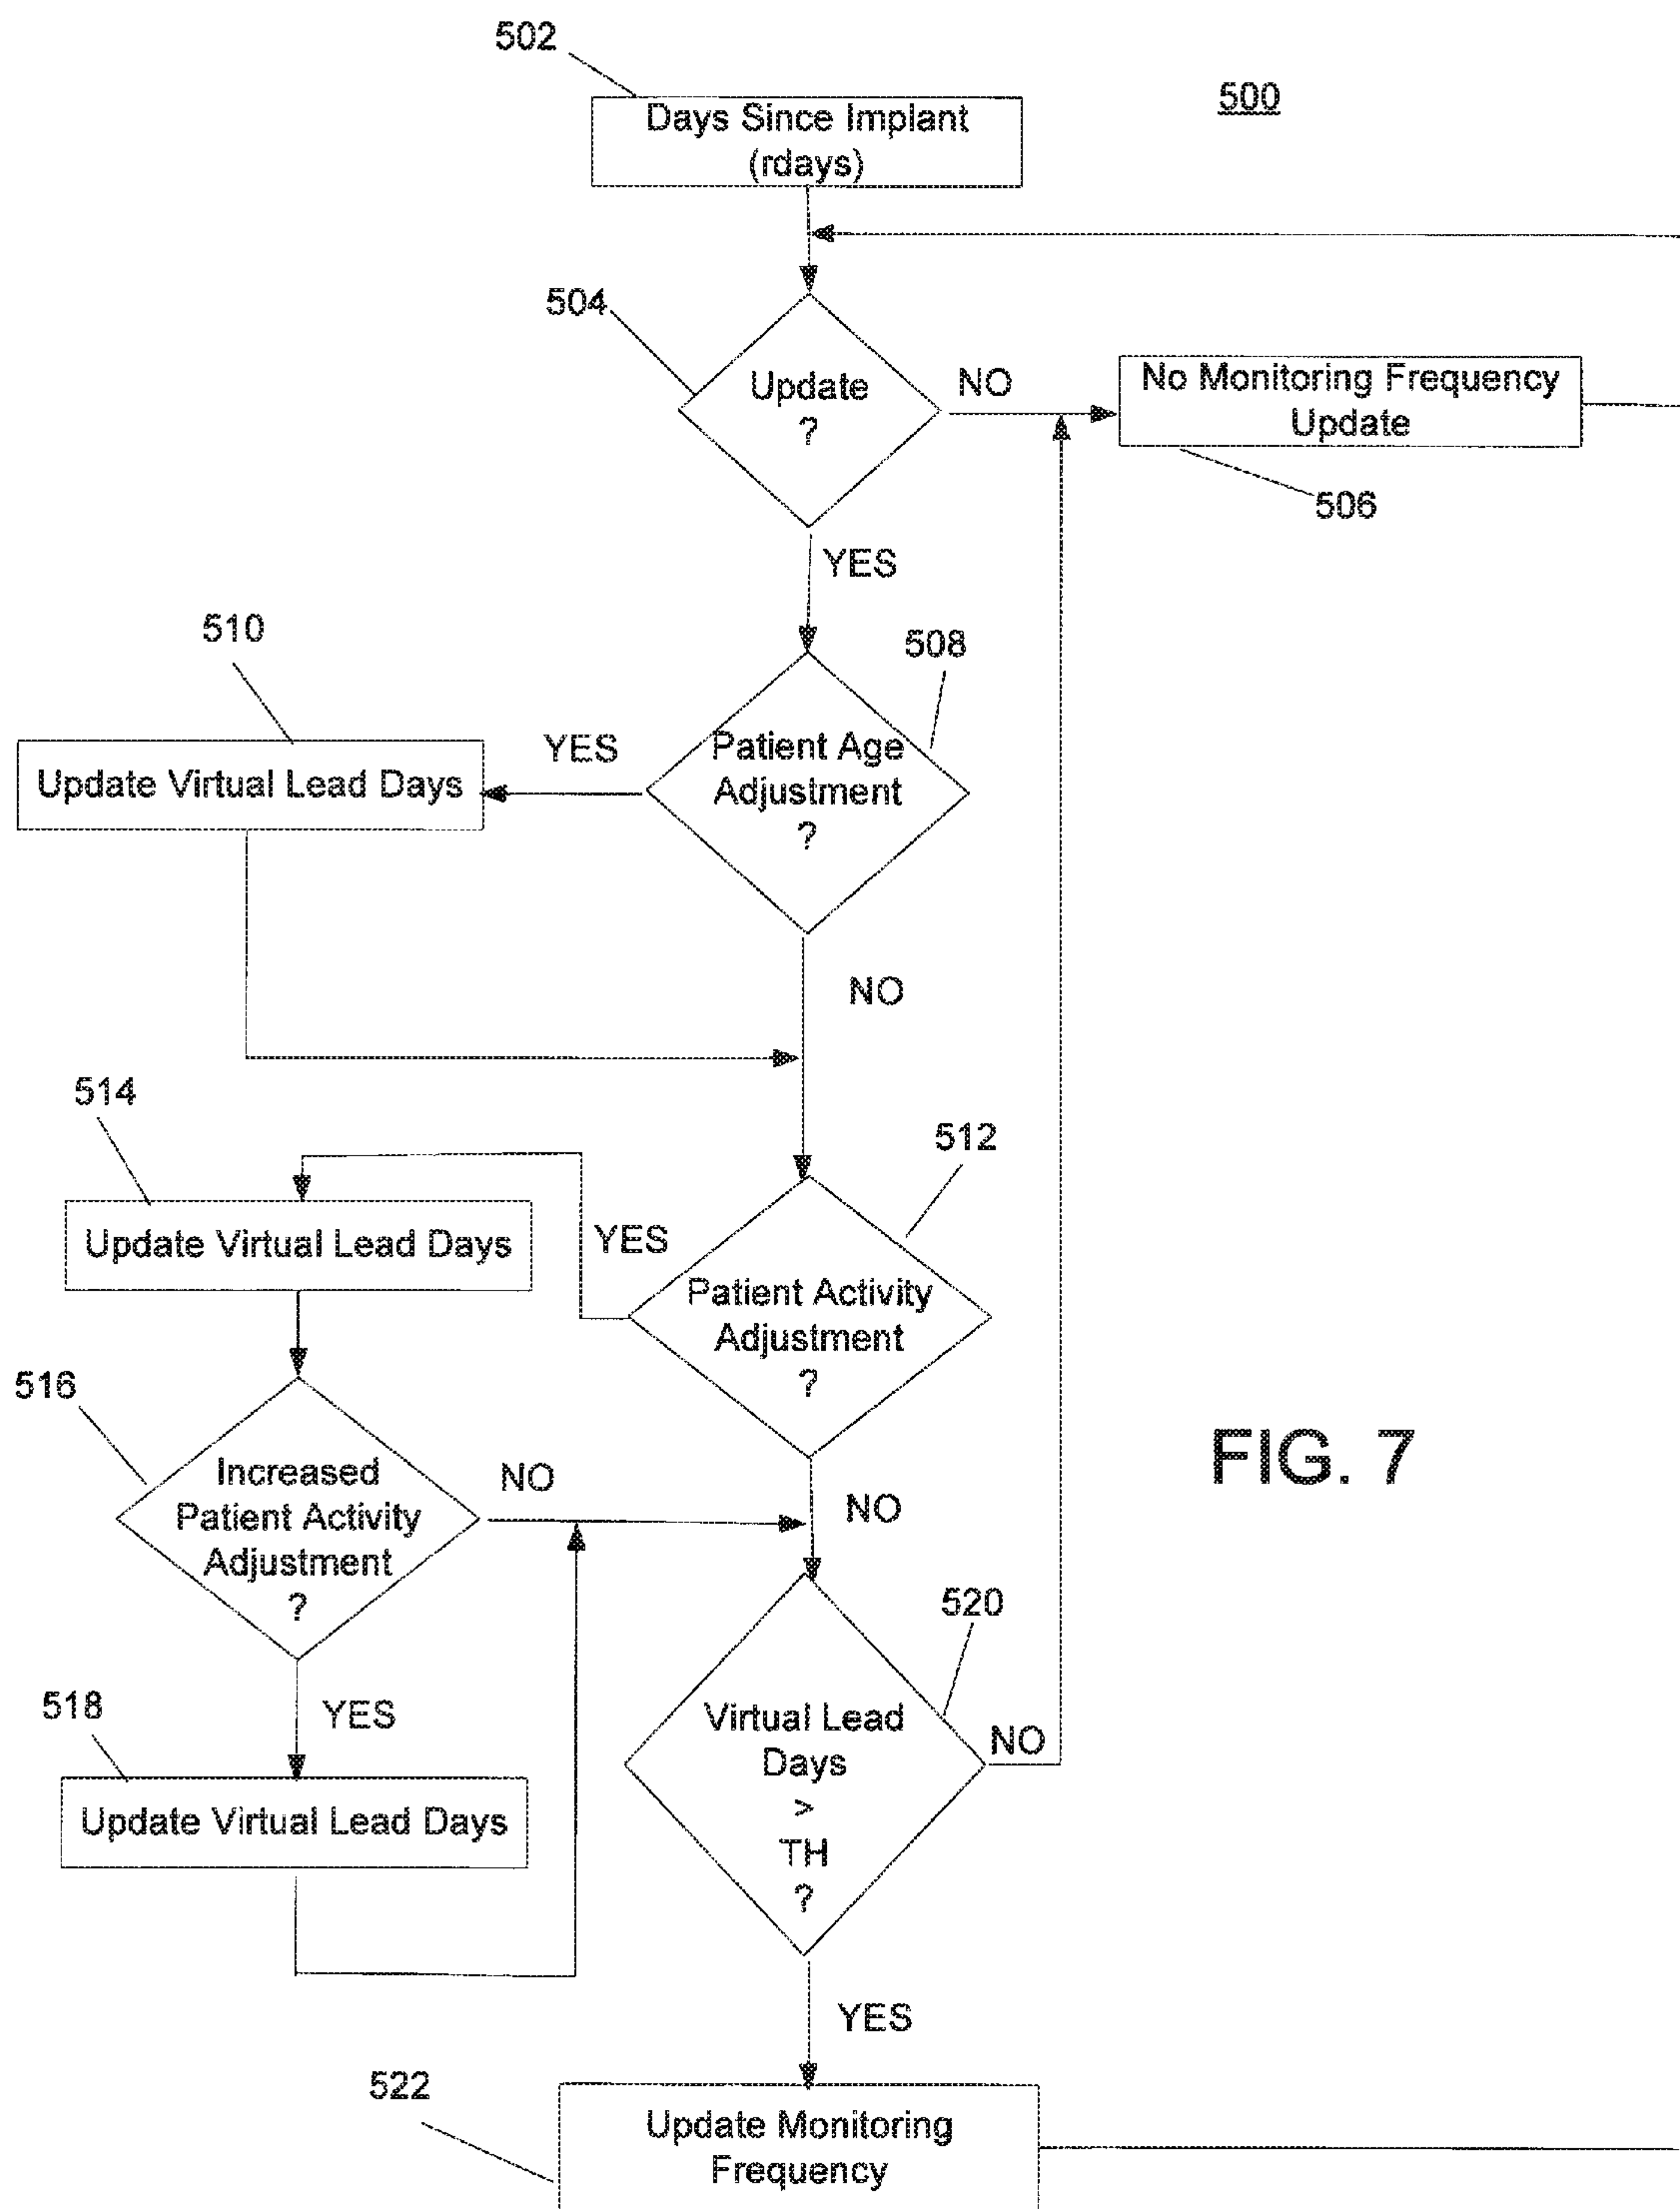 502
500
Days Since Implant
(rdays)
504
Update
?
NO
No Monitoring Frequency
Update
506
YES
510
508
Update Virtual Lead Days
YES
Patient Age
Adjustment
?
NO
514
512
Update Virtual Lead Days
YES
Patient Activity
Adjustment
?
516
Increased
Patient Activity
Adjustment
?
NO
NO
FIG. 7
518
YES
520
Update Virtual Lead Days
Virtual Lead
Days
>
TH
?
NO
YES
522
Update Monitoring
Frequency